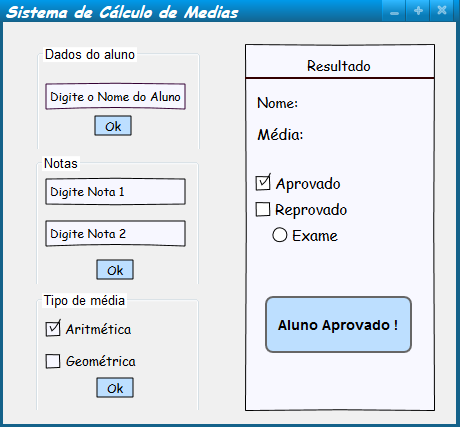 Sistema de Cálculo de Medias
Dados do aluno
Digite o Nome do Aluno
Ok
Notas
Digite Nota 1
Digite Nota 2
Ok
Tipo de média
Aritmética
Geométrica
Ok
Resultado
Nome:
Média:
Aprovado
Reprovado
Exame
Aluno Aprovado !